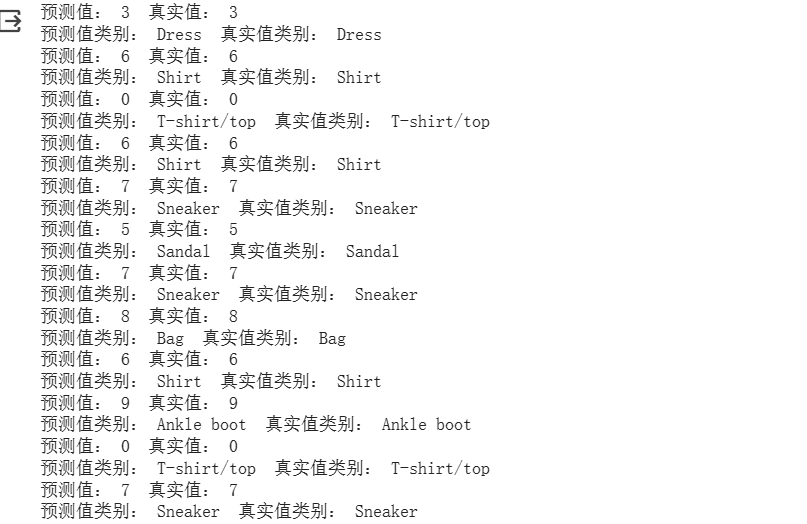 预测值： 3  真实值： 3
预测值类别： Dress  真实值类别： Dress
预测值： 6  真实值： 6
预测值类别： Shirt  真实值类别： Shirt
预测值： 0  真实值： 0
预测值类别： T-shirt/top  真实值类别： T-shirt/top
预测值： 6  真实值： 6
预测值类别： Shirt  真实值类别： Shirt
预测值： 7  真实值： 7
预测值类别： Sneaker  真实值类别： Sneaker
预测值： 5  真实值： 5
预测值类别： Sandal  真实值类别： Sandal
预测值： 7  真实值： 7
预测值类别： Sneaker  真实值类别： Sneaker
预测值： 8  真实值： 8
预测值类别： Bag  真实值类别： Bag
预测值： 6  真实值： 6
预测值类别： Shirt  真实值类别： Shirt
预测值： 9  真实值： 9
预测值类别： Ankle boot  真实值类别： Ankle boot
预测值： 0  真实值： 0
预测值类别： T-shirt/top  真实值类别： T-shirt/top
预测值： 7  真实值： 7
预测值类别： Sneaker  真实值类别： Sneaker